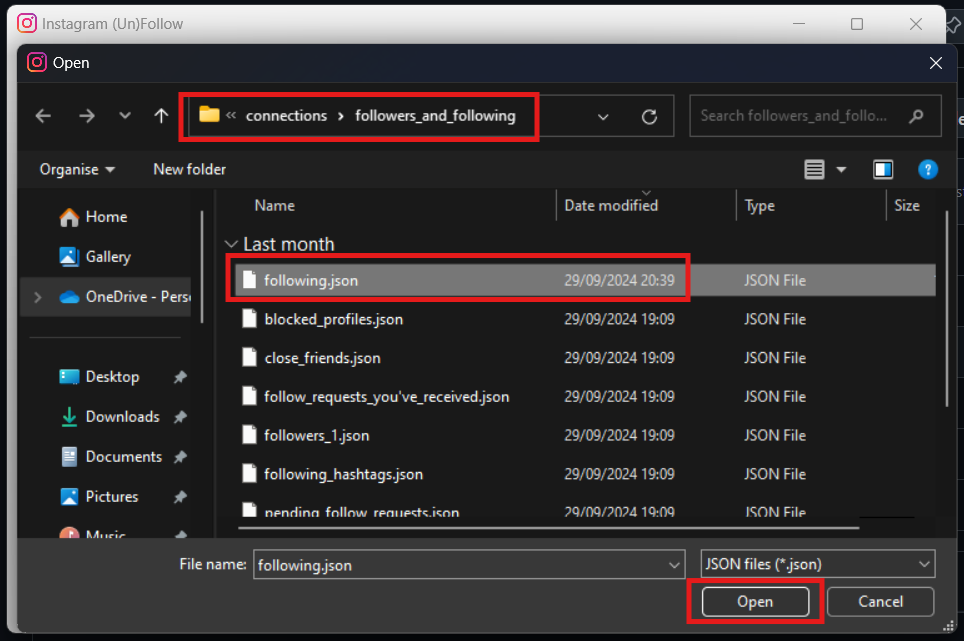 Instagram (Un)Follow
Open
« connections › followers_and_following
Search followers_and_follo...
Organise
New folder
?
Name Date modified Type Size
Home
Gallery
OneDrive - Pers
Desktop
Downloads
Documents
Pictures
Music
Last month
following.json 29/09/2024 20:39 JSON File
blocked_profiles.json 29/09/2024 19:09 JSON File
close_friends.json 29/09/2024 19:09 JSON File
follow_requests_you've_received.json 29/09/2024 19:09 JSON File
followers_1.json 29/09/2024 19:09 JSON File
following_hashtags.json 29/09/2024 19:09 JSON File
pending_follow_requests.json 29/09/2024 19:09 JSON File
File name: following.json JSON files (*.json)
Open Cancel